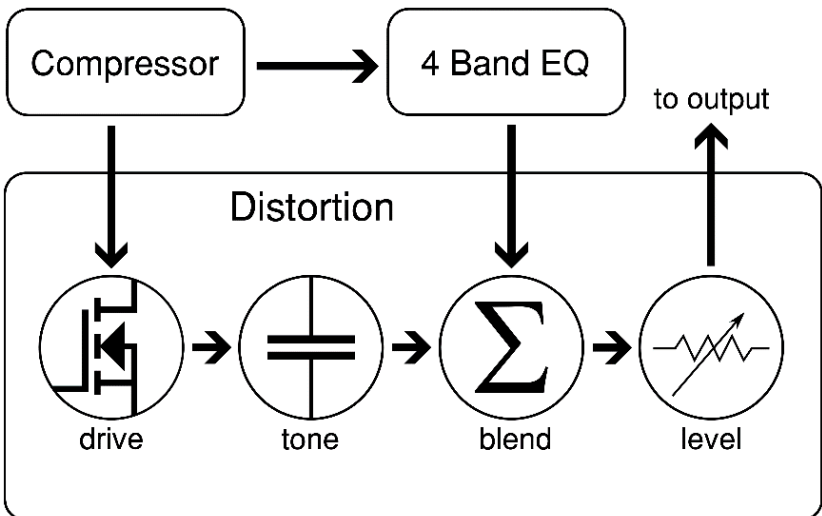 Compressor
4 Band EQ
to output
Distortion
Σ
drive
tone
blend
level